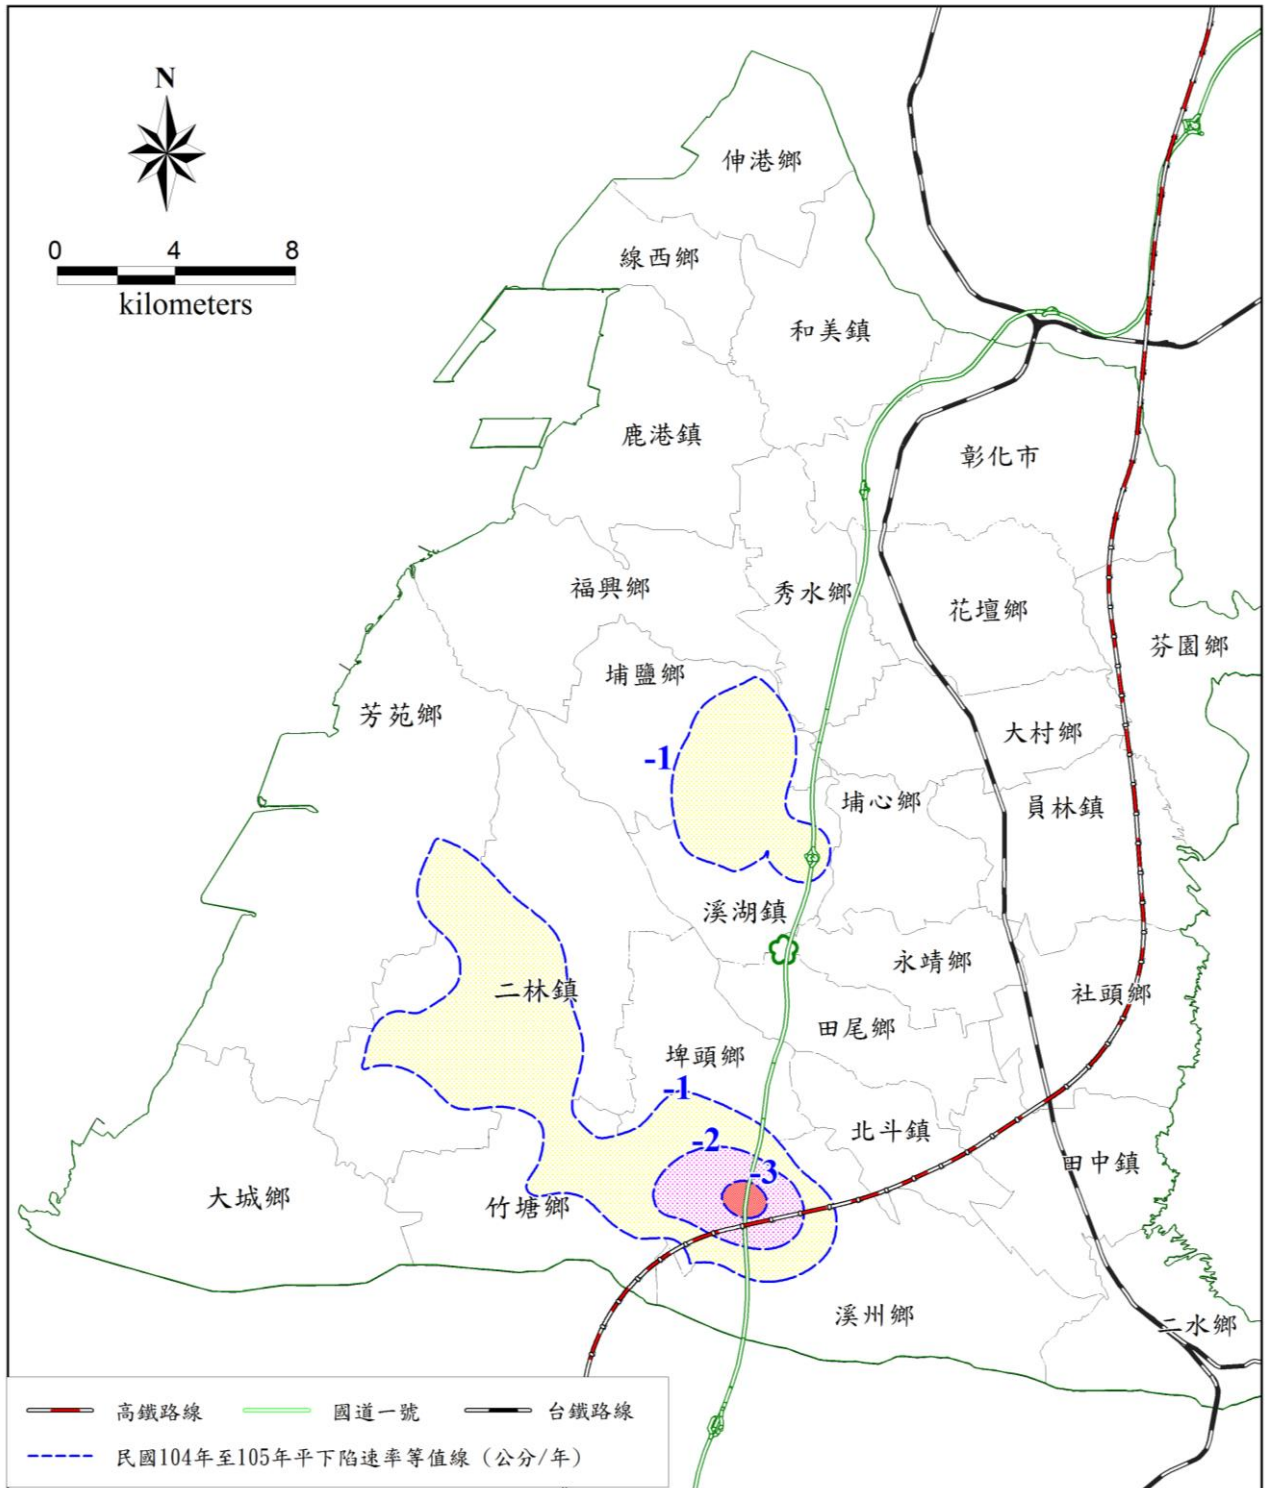 N
0 4 8
kilometers
伸港鄉
線西鄉
和美鎮
鹿港鎮
彰化市
福興鄉
秀水鄉
花壇鄉
芬園鄉
埔鹽鄉
芳苑鄉
大村鄉
-1
埔心鄉
員林鎮
溪湖鎮
永靖鄉
二林鎮
社頭鄉
田尾鄉
埤頭鄉
-1
北斗鎮
-2
-3
田中鎮
大城鄉
竹塘鄉
溪州鄉
二水鄉
高鐵路線 國道一號 台鐵路線
民國104年至105年平下陷速率等值線 (公分/年)